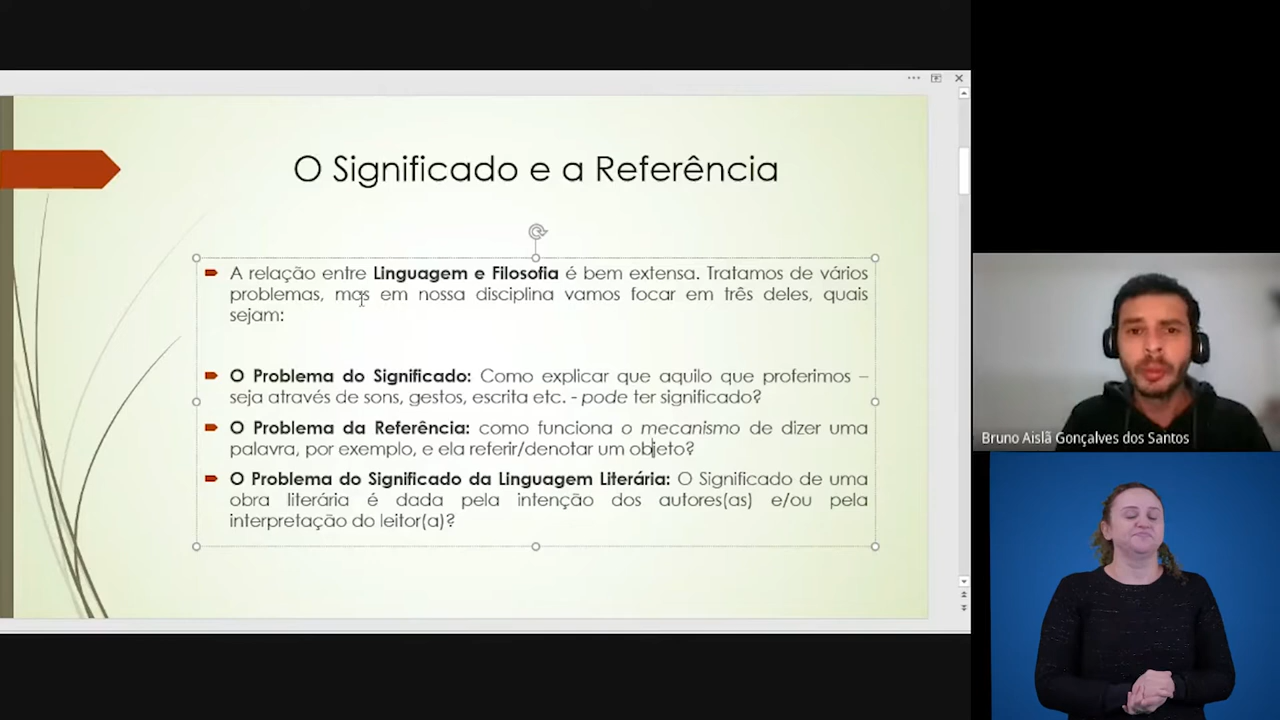 O Significado e a Referência
A relação entre Linguagem e Filosofia é bem extensa. Tratamos de vários
problemas, mas em nossa disciplina vamos focar em três deles, quais
sejam:
O Problema do Significado: Como explicar que aquilo que proferimos –
seja através de sons, gestos, escrita etc. - pode ter significado?
O Problema da Referência: como funciona o mecanismo de dizer uma
palavra, por exemplo, e ela referir/denotar um objeto?
O Problema do Significado da Linguagem Literária: O Significado de uma
obra literária é dada pela intenção dos autores(as) e/ou pela
interpretação do leitor(a)?
Bruno Aislã Gonçalves dos Santos